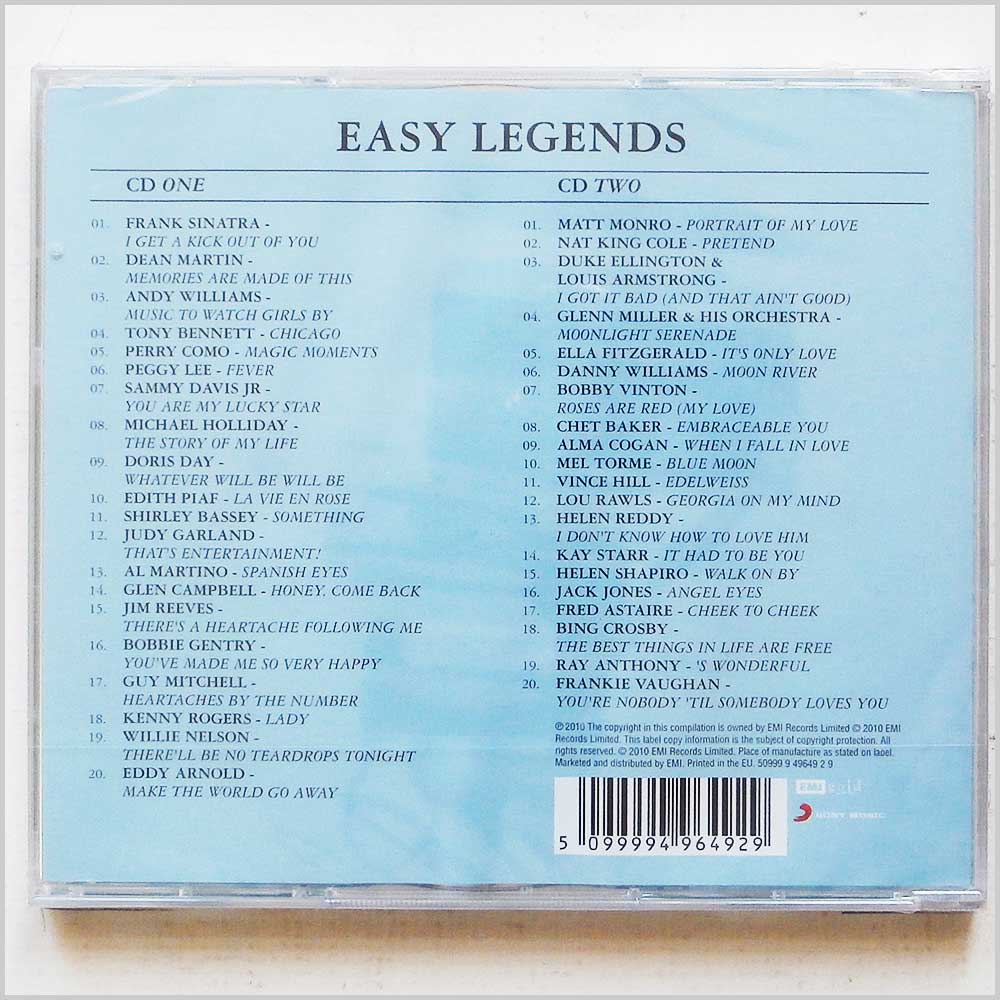 EASY LEGENDS
CD ONE
01. FRANK SINATRA -
I GET A KICK OUT OF YOU
02. DEAN MARTIN -
MEMORIES ARE MADE OF THIS
03. ANDY WILLIAMS -
MUSIC TO WATCH GIRLS BY
04. TONY BENNETT - CHICAGO
05. PERRY COMO - MAGIC MOMENTS
06. PEGGY LEE - FEVER
07. SAMMY DAVIS JR -
YOU ARE MY LUCKY STAR
08. MICHAEL HOLLIDAY -
THE STORY OF MY LIFE
09. DORIS DAY -
WHATEVER WILL BE WILL BE
10. EDITH PIAF - LA VIE EN ROSE
11. SHIRLEY BASSEY - SOMETHING
12. JUDY GARLAND -
THAT'S ENTERTAINMENT!
13. AL MARTINO - SPANISH EYES
14. GLEN CAMPBELL - HONEY, COME BACK
15. JIM REEVES -
THERE'S A HEARTACHE FOLLOWING ME
16. BOBBIE GENTRY -
YOU'VE MADE ME SO VERY HAPPY
17. GUY MITCHELL -
HEARTACHES BY THE NUMBER
18. KENNY ROGERS - LADY
19. WILLIE NELSON -
THERE'LL BE NO TEARDROPS TONIGHT
20. EDDY ARNOLD -
MAKE THE WORLD GO AWAY
CD TWO
01. MATT MONRO - PORTRAIT OF MY LOVE
02. NAT KING COLE - PRETEND
03. DUKE ELLINGTON &
LOUIS ARMSTRONG -
I GOT IT BAD (AND THAT AIN'T GOOD)
04. GLENN MILLER & HIS ORCHESTRA -
MOONLIGHT SERENADE
05. ELLA FITZGERALD - IT'S ONLY LOVE
06. DANNY WILLIAMS - MOON RIVER
07. BOBBY VINTON -
ROSES ARE RED (MY LOVE)
08. CHET BAKER - EMBRACEABLE YOU
09. ALMA COGAN - WHEN I FALL IN LOVE
10. MEL TORME - BLUE MOON
11. VINCE HILL - EDELWEISS
12. LOU RAWLS - GEORGIA ON MY MIND
13. HELEN REDDY -
I DON'T KNOW HOW TO LOVE HIM
14. KAY STARR - IT HAD TO BE YOU
15. HELEN SHAPIRO - WALK ON BY
16. JACK JONES - ANGEL EYES
17. FRED ASTAIRE - CHEEK TO CHEEK
18. BING CROSBY -
THE BEST THINGS IN LIFE ARE FREE
19. RAY ANTHONY - 'S WONDERFUL
20. FRANKIE VAUGHAN -
YOU'RE NOBODY 'TIL SOMEBODY LOVES YOU
℗ 2010 The copyright in this compilation is owned by EMI Records Limited © 2010 EMI
Records Limited. This label copy information is the subject of copyright protection. All
rights reserved. © 2010 EMI Records Limited. Place of manufacture as stated on label.
Marketed and distributed by EMI. Printed in the EU. 50999 9 49649 2 9
EMI gold
SONY MUSIC
5 099994 964929